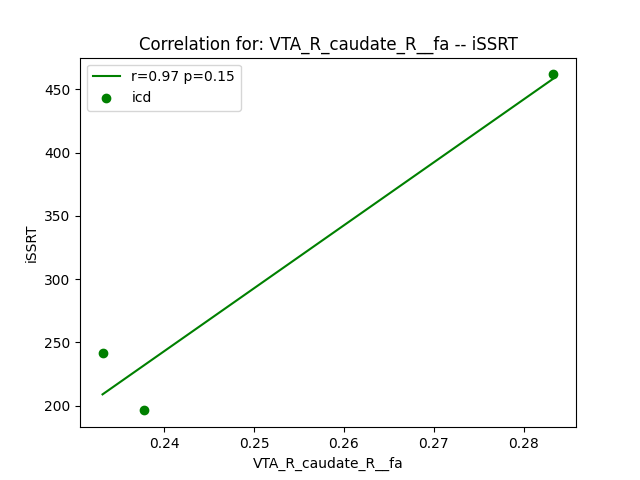 Correlation for: VTA_R_caudate_R__fa -- iSSRT
r=0.97 p=0.15
icd
450
400
350
300
250
200
iSSRT
0.24 0.25 0.26 0.27 0.28
VTA_R_caudate_R__fa